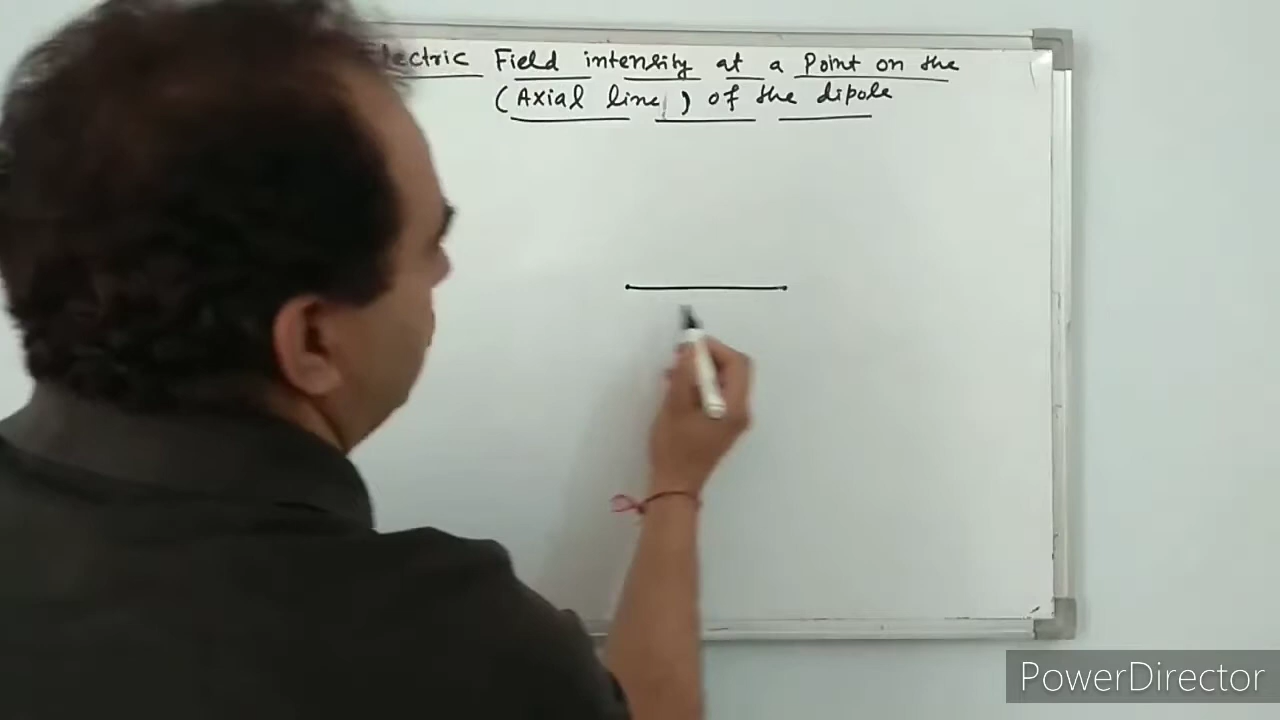 Electric Field intensity at a Point on the
(Axial line) of the dipole
PowerDirector